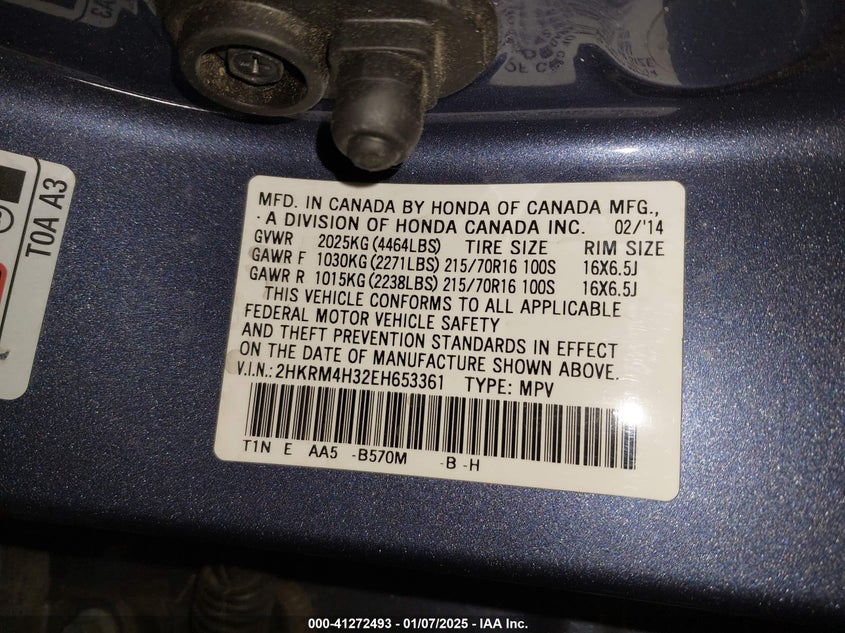 MFD. IN CANADA BY HONDA OF CANADA MFG.,
A DIVISION OF HONDA CANADA INC. 02/'14
GVWR 2025KG (4464LBS) TIRE SIZE RIM SIZE
GAWR F 1030KG (2271LBS) 215/70R16 100S 16X6.5J
GAWR R 1015KG (2238LBS) 215/70R16 100S 16X6.5J
THIS VEHICLE CONFORMS TO ALL APPLICABLE
FEDERAL MOTOR VEHICLE SAFETY
AND THEFT PREVENTION STANDARDS IN EFFECT
ON THE DATE OF MANUFACTURE SHOWN ABOVE.
V.I.N.: 2HKRM4H32EH653361 TYPE: MPV
T1N E AA5 -B570M -B -H
T0A A3
000-41272493 - 01/07/2025 - IAA Inc.